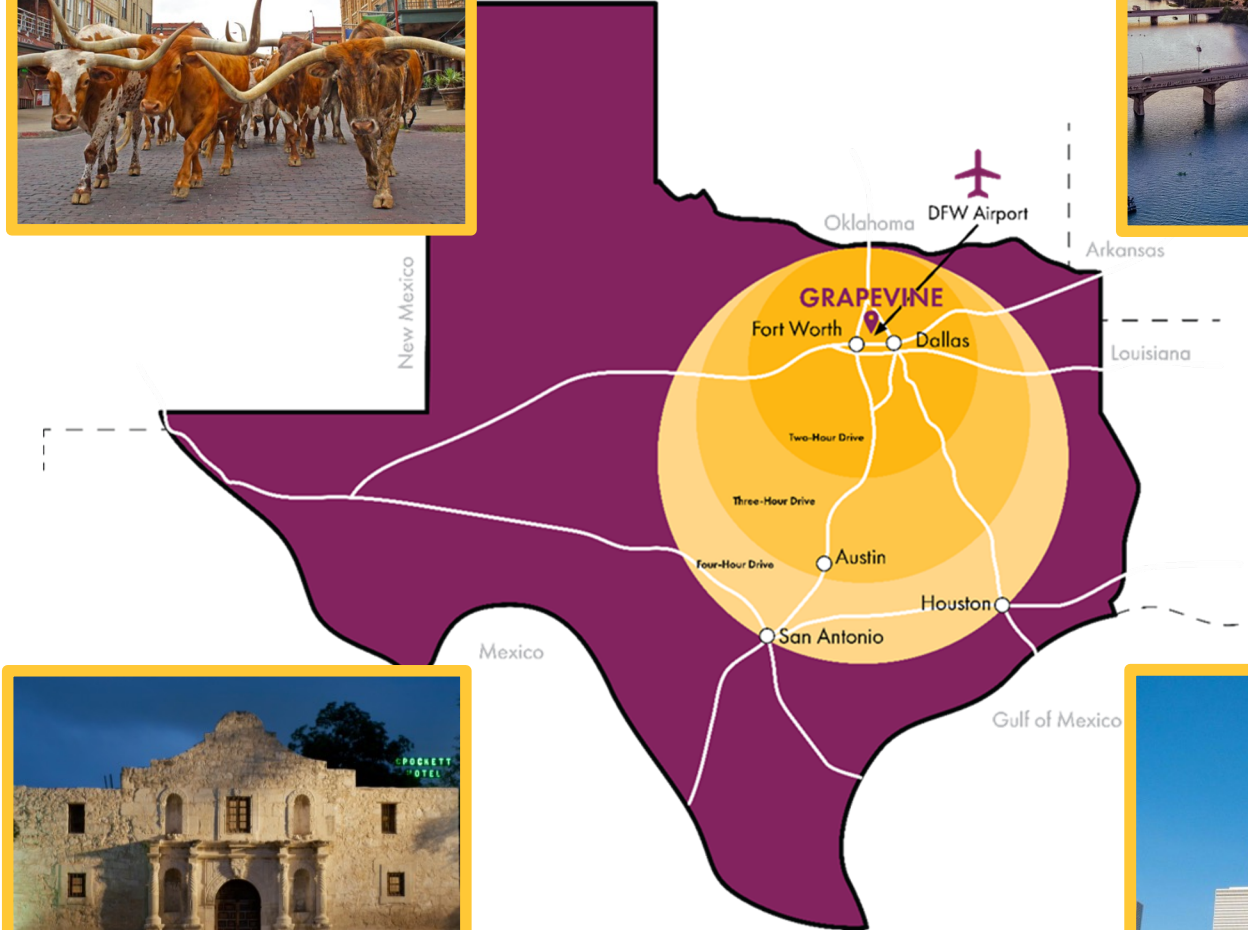 Oklahoma
DFW Airport
Arkansas
New Mexico
GRAPEVINE
Fort Worth
Dallas
Louisiana
Two-Hour Drive
Three-Hour Drive
Four-Hour Drive
Austin
Houston
San Antonio
Mexico
Gulf of Mexico
CROCKETT
HOTEL